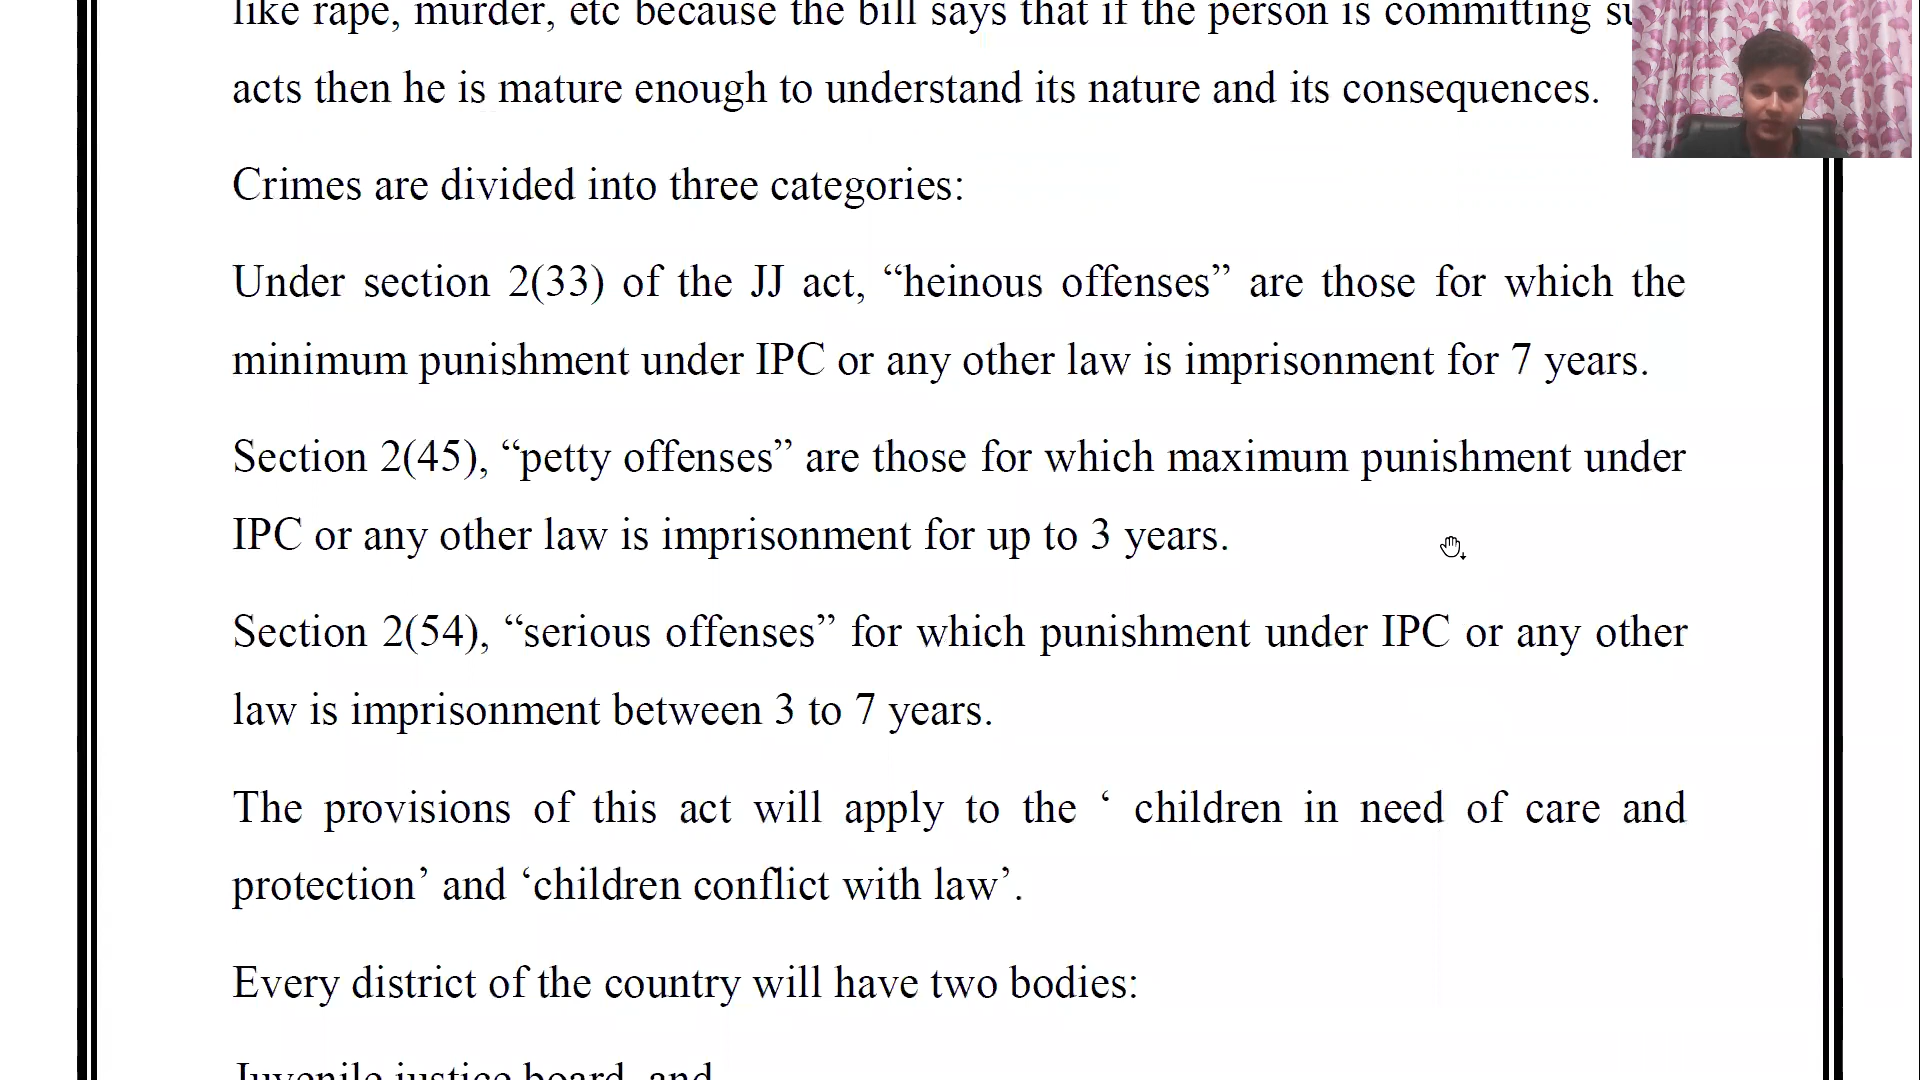 like rape, murder, etc because the bill says that if the person is committing
acts then he is mature enough to understand its nature and its consequences.
Crimes are divided into three categories:
Under section 2(33) of the JJ act, “heinous offenses” are those for which the
minimum punishment under IPC or any other law is imprisonment for 7 years.
Section 2(45), “petty offenses” are those for which maximum punishment under
IPC or any other law is imprisonment for up to 3 years.
Section 2(54), “serious offenses” for which punishment under IPC or any other
law is imprisonment between 3 to 7 years.
The provisions of this act will apply to the ‘ children in need of care and
protection’ and ‘children conflict with law’.
Every district of the country will have two bodies:
Juvenile justice board, and